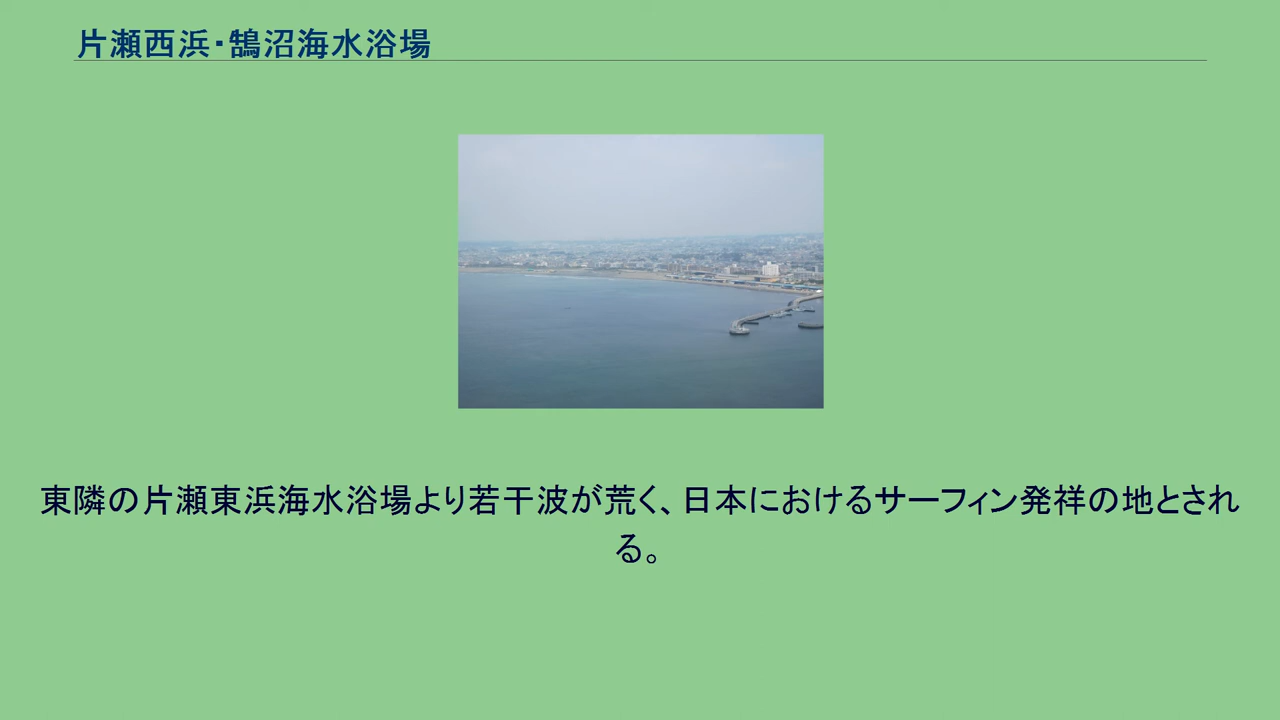 片瀬西浜・鵠沼海水浴場
東隣の片瀬東浜海水浴場より若干波が荒く、日本におけるサーフィン発祥の地とされ
る。